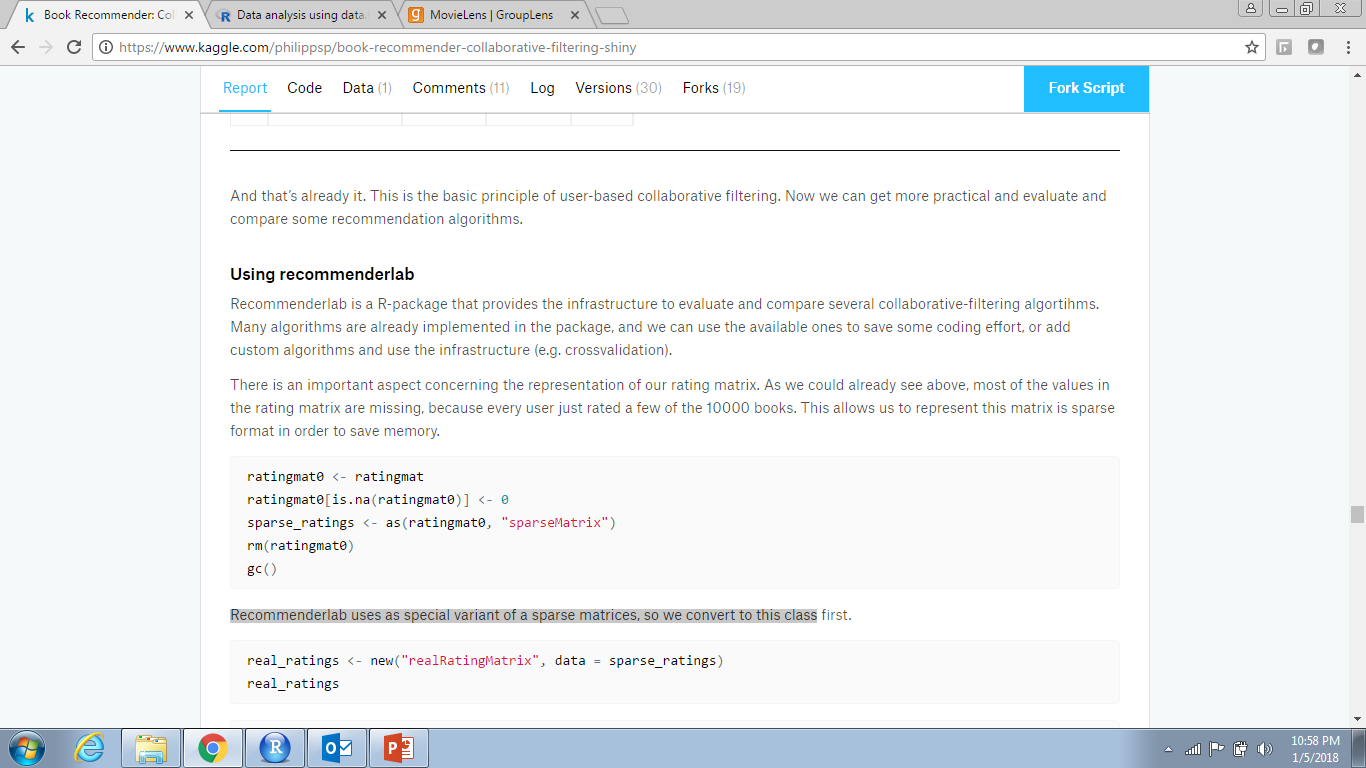 Book Recommender: Col
Data analysis using data.t
MovieLens | GroupLens
https://www.kaggle.com/philippsp/book-recommender-collaborative-filtering-shiny
Report Code Data (1) Comments (11) Log Versions (30) Forks (19) Fork Script
And that's already it. This is the basic principle of user-based collaborative filtering. Now we can get more practical and evaluate and
compare some recommendation algorithms.
Using recommenderlab
Recommenderlab is a R-package that provides the infrastructure to evaluate and compare several collaborative-filtering algortihms.
Many algorithms are already implemented in the package, and we can use the available ones to save some coding effort, or add
custom algorithms and use the infrastructure (e.g. crossvalidation).
There is an important aspect concerning the representation of our rating matrix. As we could already see above, most of the values in
the rating matrix are missing, because every user just rated a few of the 10000 books. This allows us to represent this matrix is sparse
format in order to save memory.
ratingmat0 <- ratingmat
ratingmat0[is.na(ratingmat0)] <- 0
sparse_ratings <- as(ratingmat0, "sparseMatrix")
rm(ratingmat0)
gc()
Recommenderlab uses as special variant of a sparse matrices, so we convert to this class first.
real_ratings <- new("realRatingMatrix", data = sparse_ratings)
real_ratings
10:58 PM
1/5/2018